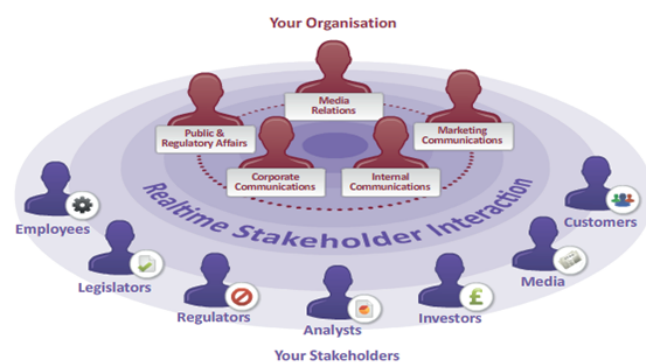 Your Organisation
Media
Relations
Public &
Regulatory Affairs
Marketing
Communications
Corporate
Communications
Internal
Communications
Realtime Stakeholder Interaction
Employees
Customers
Legislators
Media
Regulators
Investors
£
Analysts
Your Stakeholders